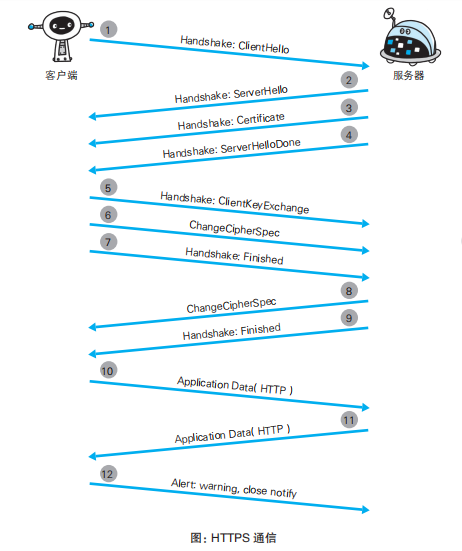 1
Handshake: ClientHello
客户端
服务器
2
Handshake: ServerHello
3
Handshake: Certificate
4
Handshake: ServerHelloDone
5
Handshake: ClientKeyExchange
6
ChangeCipherSpec
7
Handshake: Finished
8
ChangeCipherSpec
9
Handshake: Finished
10
Application Data( HTTP )
11
Application Data( HTTP )
12
Alert: warning, close notify
图: HTTPS 通信